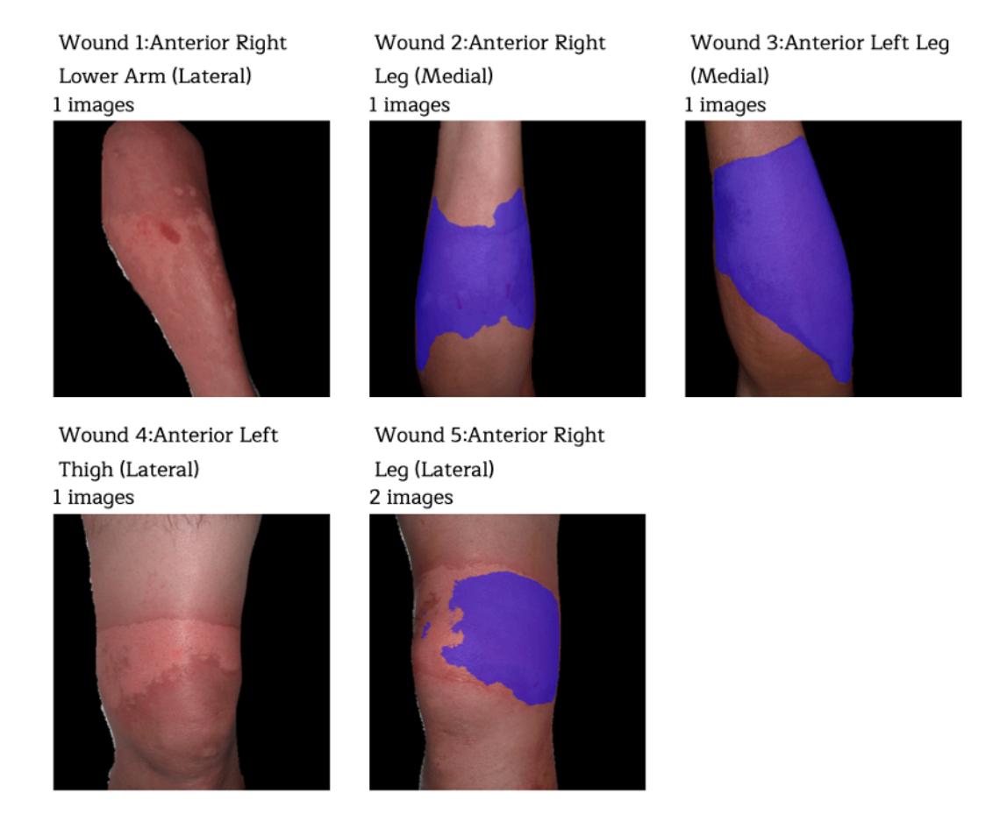 Wound 1:Anterior Right
Lower Arm (Lateral)
1 images
Wound 2:Anterior Right
Leg (Medial)
1 images
Wound 3:Anterior Left Leg
(Medial)
1 images
Wound 4:Anterior Left
Thigh (Lateral)
1 images
Wound 5:Anterior Right
Leg (Lateral)
2 images